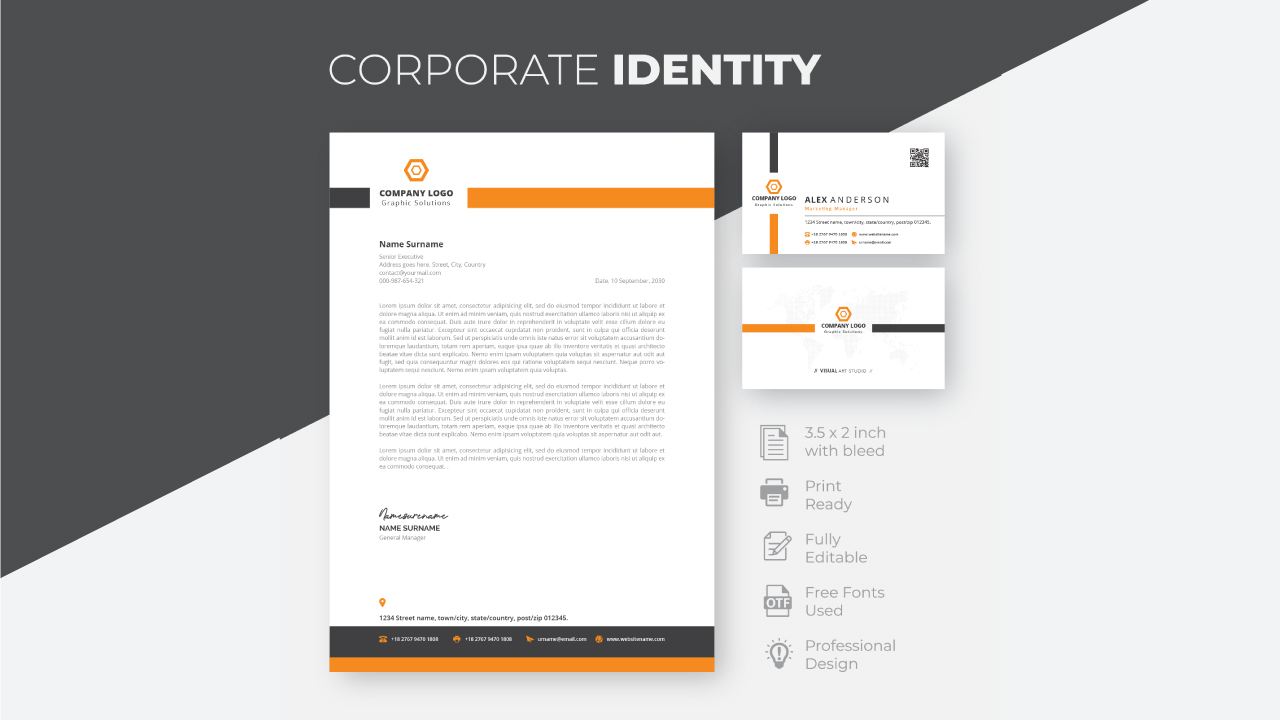 CORPORATE IDENTITY
COMPANY LOGO
Graphic Solutions
Name Surname
Senior Executive
Address goes here. Street, City, Country
contact@yourmail.com
000-987-654-321
Date, 10 September, 2030
Lorem ipsum dolor sit amet, consectetur adipisicing elit, sed do eiusmod tempor incididunt ut labore et
dolore magna aliqua. Ut enim ad minim veniam, quis nostrud exercitation ullamco laboris nisi ut aliquip ex
ea commodo consequat. Duis aute irure dolor in reprehenderit in voluptate velit esse cillum dolore eu
fugiat nulla pariatur. Excepteur sint occaecat cupidatat non proident, sunt in culpa qui officia deserunt
mollit anim id est laborum. Sed ut perspiciatis unde omnis iste natus error sit voluptatem accusantium do-
loremque laudantium, totam rem aperiam, eaque ipsa quae ab illo inventore veritatis et quasi architecto
beatae vitae dicta sunt explicabo. Nemo enim ipsam voluptatem quia voluptas sit aspernatur aut odit aut
fugit, sed quia consequuntur magni dolores eos qui ratione voluptatem sequi nesciunt. Neque porro vo-
luptatem sequi nesciunt. Nemo enim ipsam voluptatem quia voluptas.
Lorem ipsum dolor sit amet, consectetur adipisicing elit, sed do eiusmod tempor incididunt ut labore et
dolore magna aliqua. Ut enim ad minim veniam, quis nostrud exercitation ullamco laboris nisi ut aliquip ex
ea commodo consequat. Duis aute irure dolor in reprehenderit in voluptate velit esse cillum dolore eu
fugiat nulla pariatur. Excepteur sint occaecat cupidatat non proident, sunt in culpa qui officia deserunt
mollit anim id est laborum. Sed ut perspiciatis unde omnis iste natus error sit voluptatem accusantium do-
loremque laudantium, totam rem aperiam, eaque ipsa quae ab illo inventore veritatis et quasi architecto
beatae vitae dicta sunt explicabo. Nemo enim ipsam voluptatem quia voluptas sit aspernatur aut odit aut.
Lorem ipsum dolor sit amet, consectetur adipisicing elit, sed do eiusmod tempor incididunt ut labore et
dolore magna aliqua. Ut enim ad minim veniam, quis nostrud exercitation ullamco laboris nisi ut aliquip ex
ea commodo consequat.
Namesurename
NAME SURNAME
General Manager
1234 Street name, town/city, state/country, post/zip 012345.
+18 2767 9470 1808 +18 2767 9470 1808 urname@email.com www.websitename.com
COMPANY LOGO
Graphic Solutions
ALEX ANDERSON
Marketing Manager
1234 Street name, town/city, state/country, post/zip 012345.
+18 2767 9470 1808 www.websitename.com
+18 2767 9470 1808 urname@email.com
COMPANY LOGO
Graphic Solutions
// VISUAL ART STUDIO //
3.5 x 2 inch
with bleed
Print
Ready
Fully
Editable
OTF
Free Fonts
Used
Professional
Design